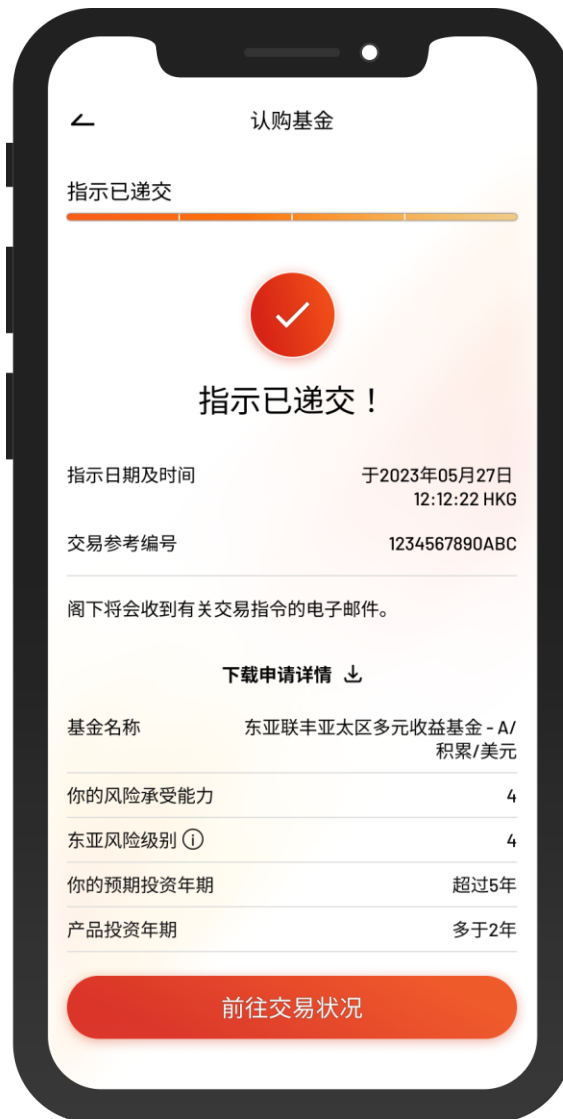 认购基金
指示已递交
指示已递交！
指示日期及时间 于2023年05月27日
12:12:22 HKG
交易参考编号 1234567890ABC
阁下将会收到有关交易指令的电子邮件。
下载申请详情
基金名称 东亚联丰亚太区多元收益基金 - A/
积累/美元
你的风险承受能力 4
东亚风险级别 4
你的预期投资年期 超过5年
产品投资年期 多于2年
前往交易状况